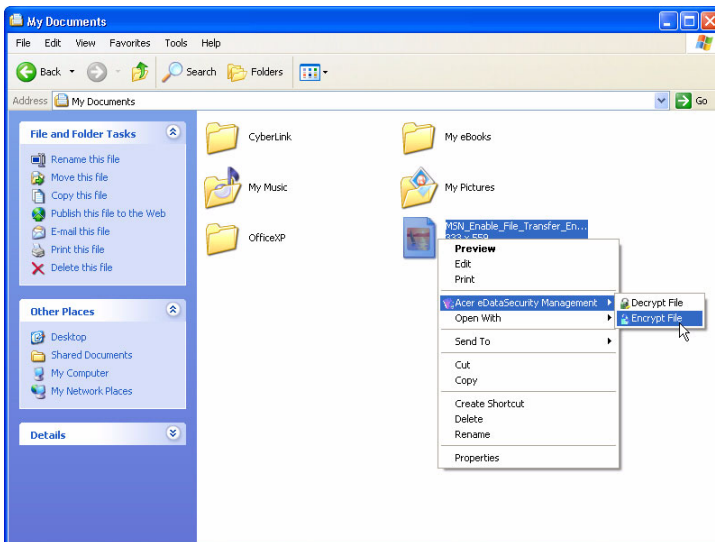 My Documents
File Edit View Favorites Tools Help
Back Search Folders
Address My Documents Go
File and Folder Tasks
Rename this file
Move this file
Copy this file
Publish this file to the Web
E-mail this file
Print this file
Delete this file
Other Places
Desktop
Shared Documents
My Computer
My Network Places
Details
CyberLink
My eBooks
My Music
My Pictures
OfficeXP
MSN_Enable_File_Transfer_En...
333 x 559
Preview
Edit
Print
Acer eDataSecurity Management
Open With
Send To
Cut
Copy
Create Shortcut
Delete
Rename
Properties
Decrypt File
Encrypt File